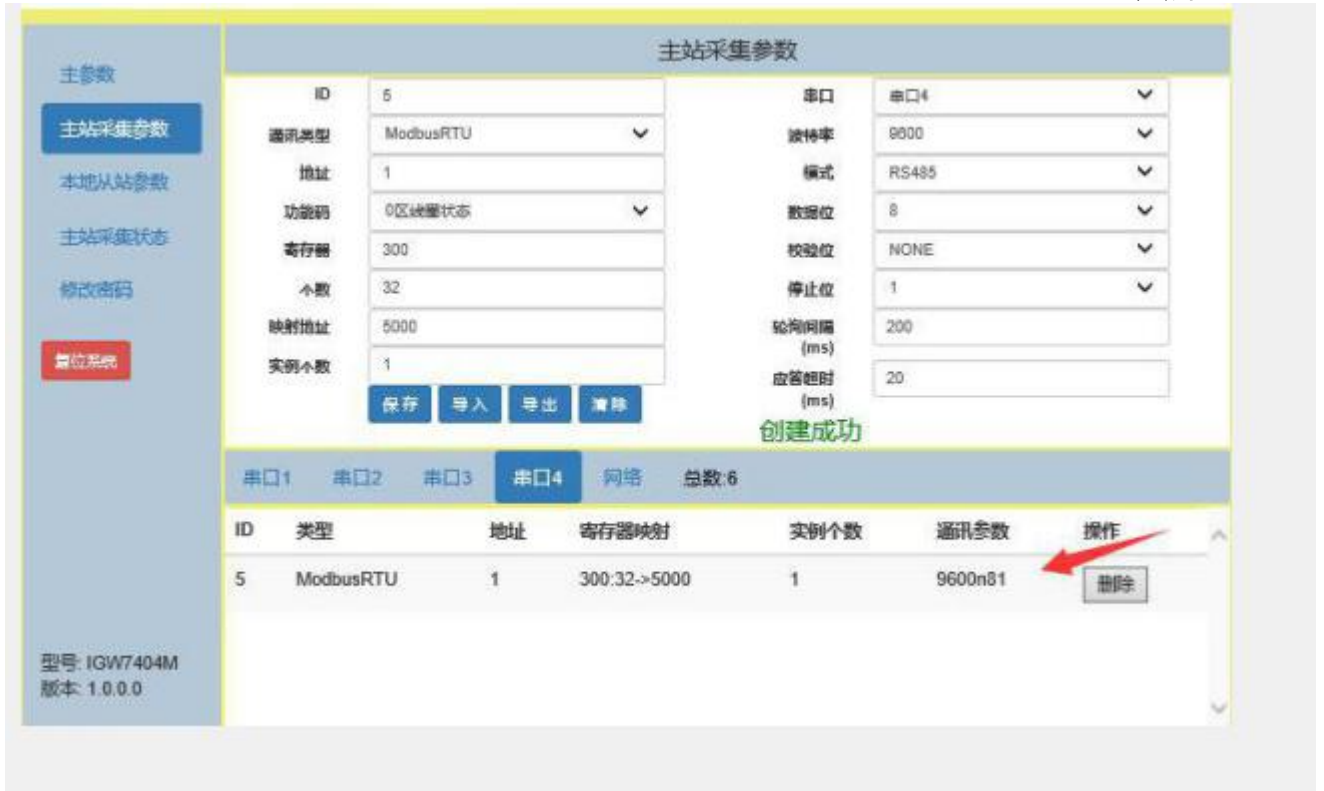 主站采集参数
主参数
主站采集参数
本地从站参数
主站采集状态
修改密码
复位系统
型号: IGW7404M
版本: 1.0.0.0
ID 5
通讯类型 ModbusRTU
地址 1
功能码 0区线圈状态
寄存器 300
个数 32
映射地址 5000
实例个数 1
保存 导入 导出 清除
串口 串口4
波特率 9600
模式 RS485
数据位 8
校验位 NONE
停止位 1
轮询间隔 200
(ms)
应答超时 20
(ms)
创建成功
串口1 串口2 串口3 串口4 网络 总数:6
ID 类型 地址 寄存器映射 实例个数 通讯参数 操作
5 ModbusRTU 1 300:32->5000 1 9600n81 删除